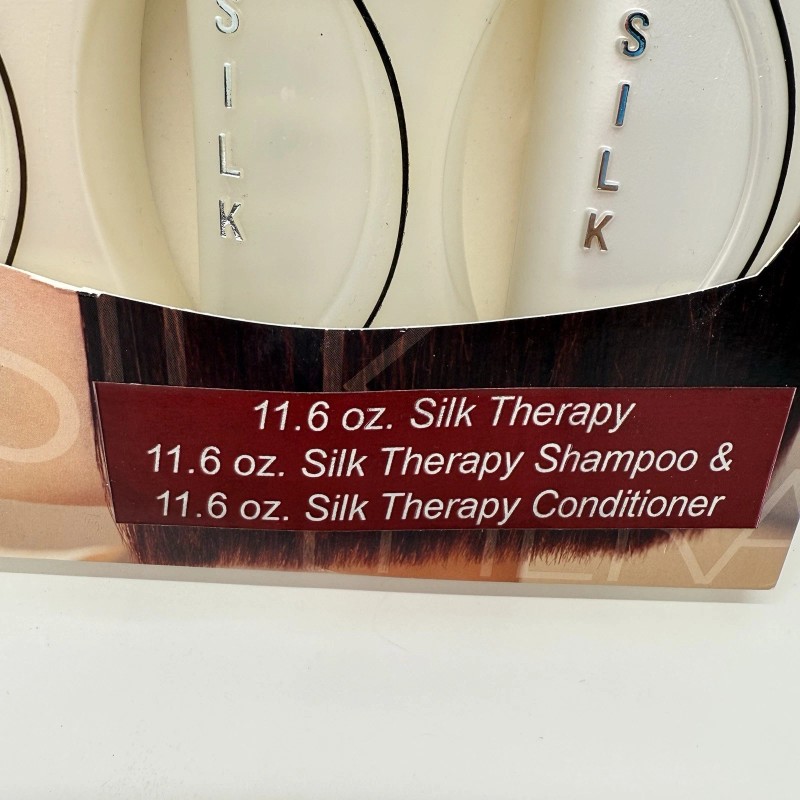 SILK
SILK
11.6 oz. Silk Therapy
11.6 oz. Silk Therapy Shampoo &
11.6 oz. Silk Therapy Conditioner